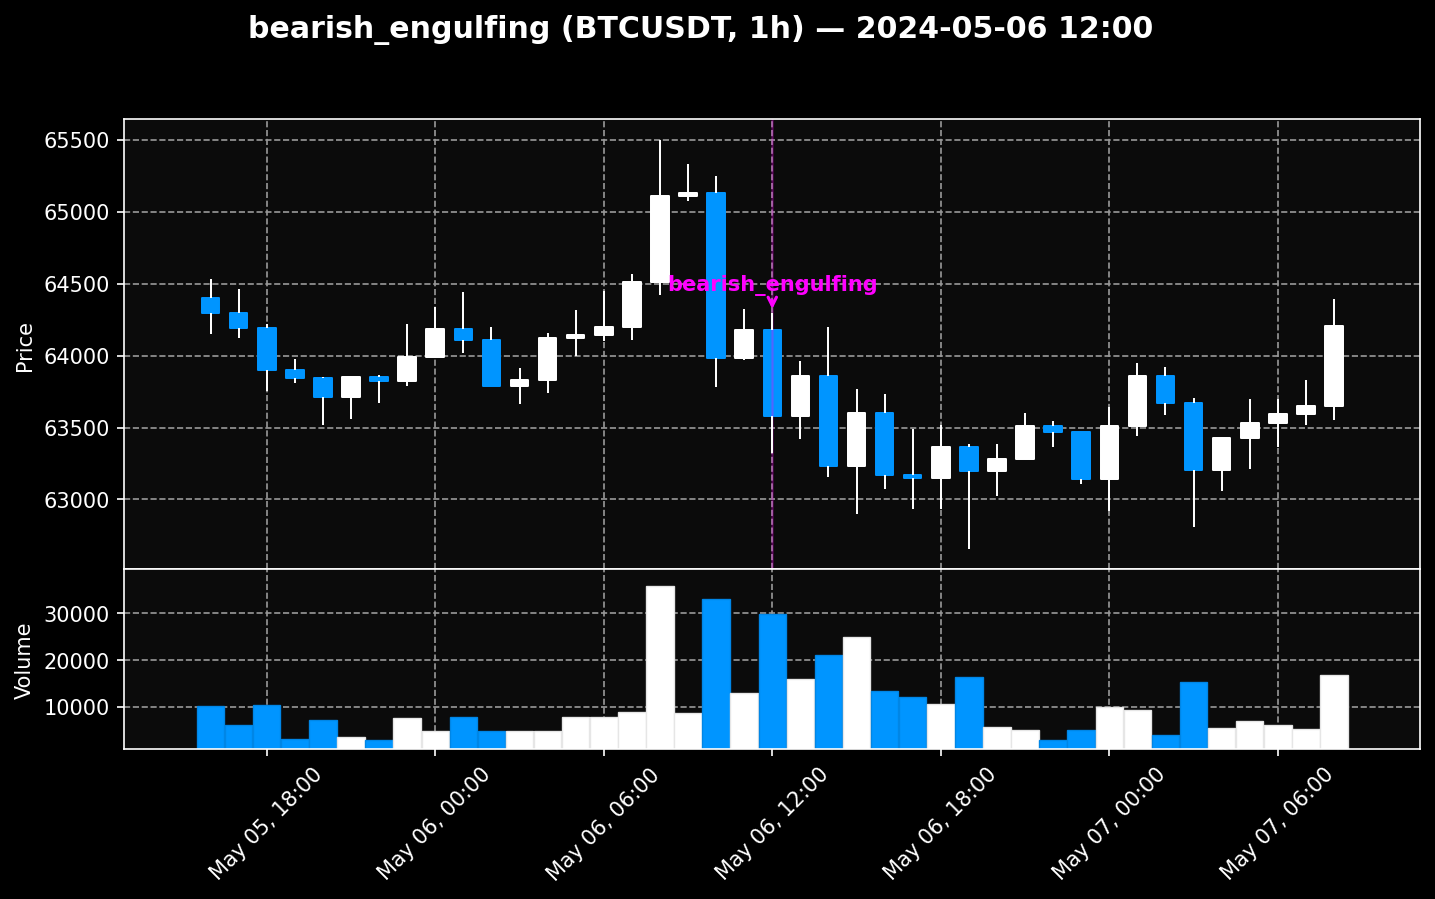 bearish_engulfing (BTCUSDT, 1h) — 2024-05-06 12:00
Price
65500
65000
64500
64000
63500
63000
bearish_engulfing
Volume
30000
20000
10000
May 05, 18:00
May 06, 00:00
May 06, 06:00
May 06, 12:00
May 06, 18:00
May 07, 00:00
May 07, 06:00